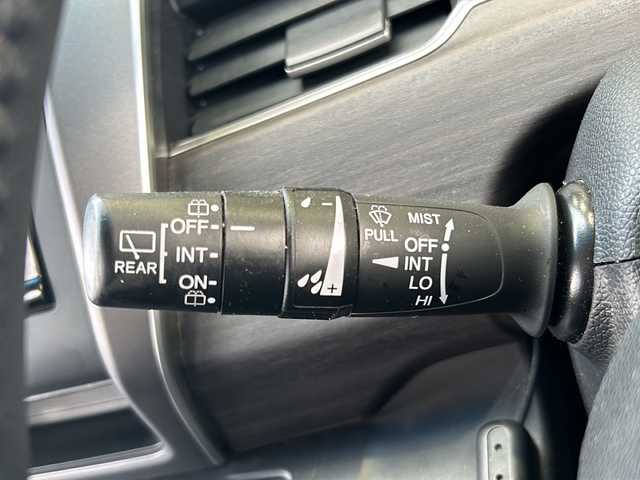 REAR
OFF
INT
ON
−
+
PULL
MIST
OFF
INT
LO
HI